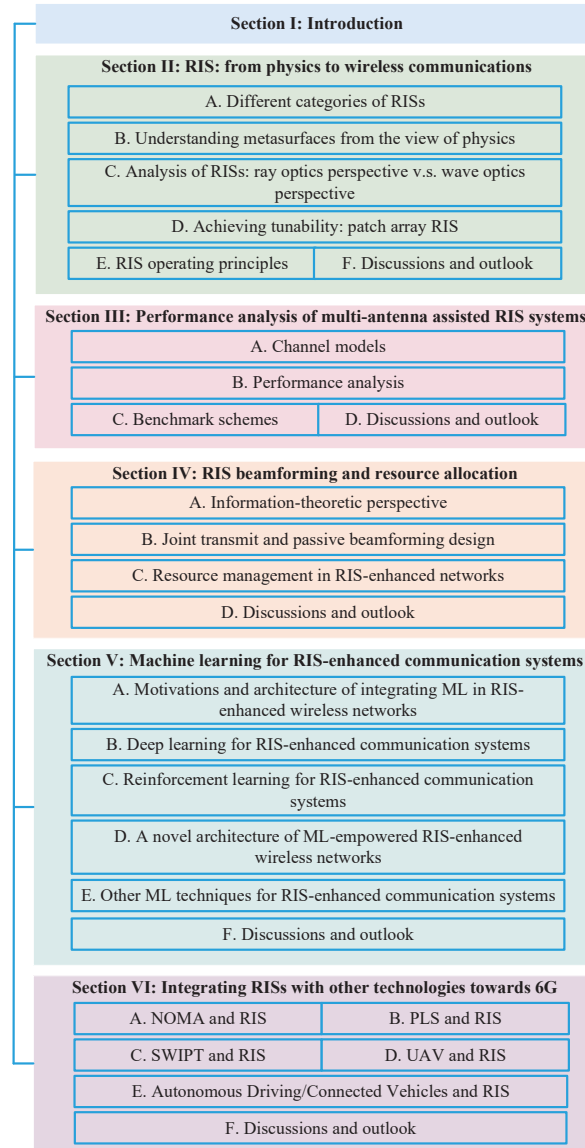 Section I: Introduction
Section II: RIS: from physics to wireless communications
A. Different categories of RISs
B. Understanding metasurfaces from the view of physics
C. Analysis of RISs: ray optics perspective v.s. wave optics
perspective
D. Achieving tunability: patch array RIS
E. RIS operating principles
F. Discussions and outlook
Section III: Performance analysis of multi-antenna assisted RIS systems
A. Channel models
B. Performance analysis
C. Benchmark schemes
D. Discussions and outlook
Section IV: RIS beamforming and resource allocation
A. Information-theoretic perspective
B. Joint transmit and passive beamforming design
C. Resource management in RIS-enhanced networks
D. Discussions and outlook
Section V: Machine learning for RIS-enhanced communication systems
A. Motivations and architecture of integrating ML in RIS-
enhanced wireless networks
B. Deep learning for RIS-enhanced communication systems
C. Reinforcement learning for RIS-enhanced communication
systems
D. A novel architecture of ML-empowered RIS-enhanced
wireless networks
E. Other ML techniques for RIS-enhanced communication systems
F. Discussions and outlook
Section VI: Integrating RISs with other technologies towards 6G
A. NOMA and RIS
B. PLS and RIS
C. SWIPT and RIS
D. UAV and RIS
E. Autonomous Driving/Connected Vehicles and RIS
F. Discussions and outlook